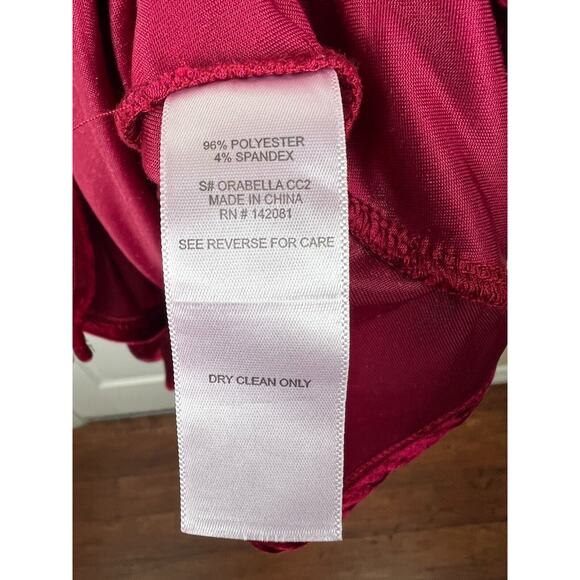 96% POLYESTER
4% SPANDEX
S# ORABELLA CC2
MADE IN CHINA
RN # 142081
SEE REVERSE FOR CARE
DRY CLEAN ONLY